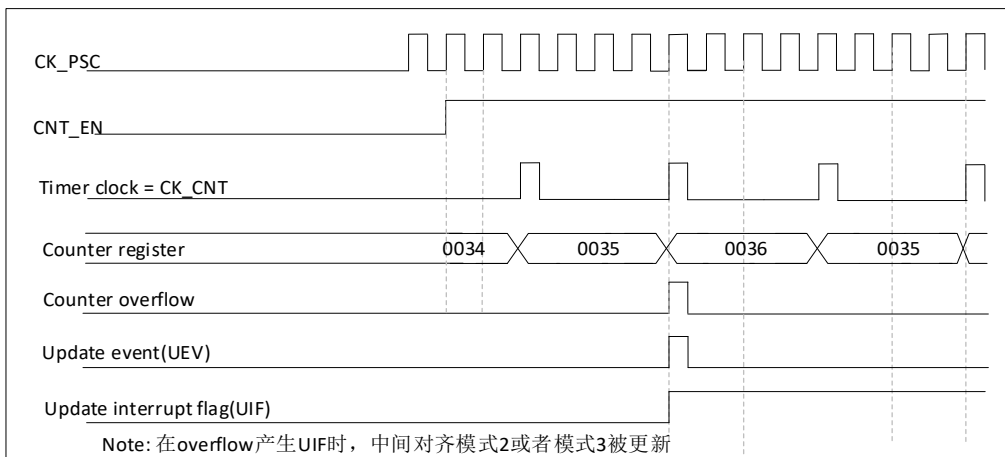 CK_PSC
CNT_EN
Timer clock = CK_CNT
Counter register
0034
0035
0036
0035
Counter overflow
Update event(UEV)
Update interrupt flag(UIF)
Note: 在overflow产生UIF时，中间对齐模式2或者模式3被更新